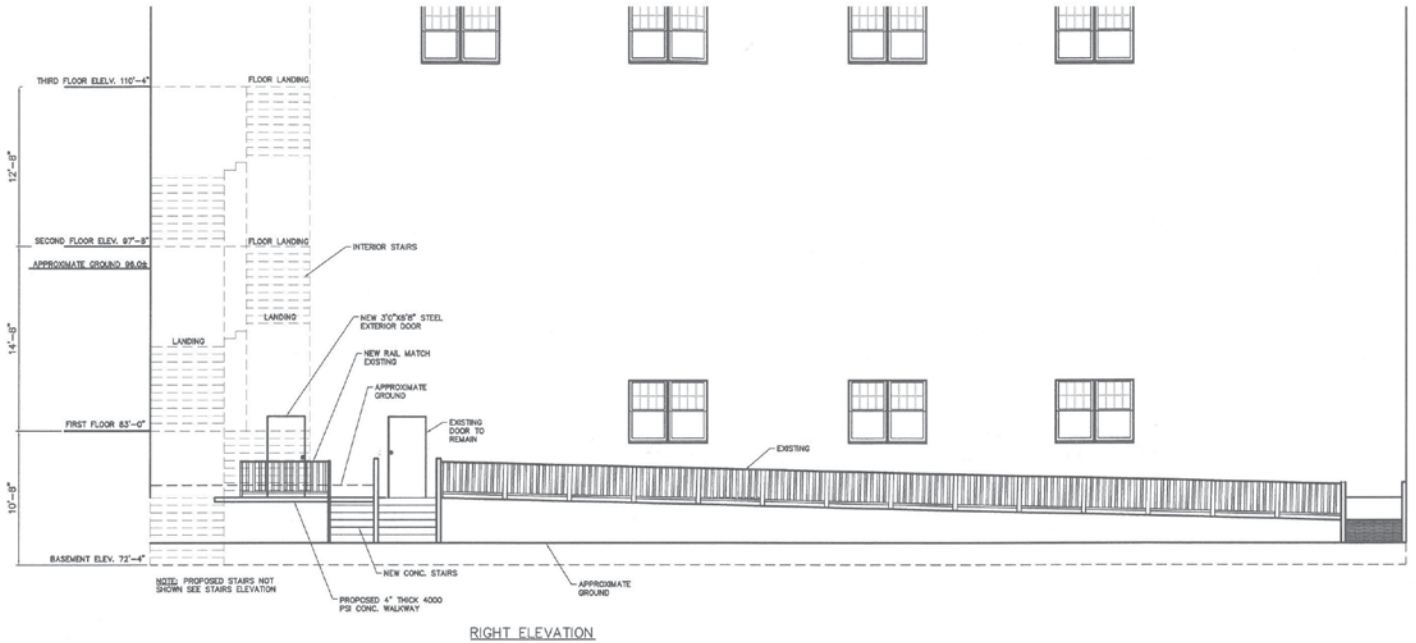 THIRD FLOOR ELELV. 110'-4"
FLOOR LANDING
12'-8"
SECOND FLOOR ELEV. 97'-8"
FLOOR LANDING
INTERIOR STAIRS
APPROXIMATE GROUND 96.0±
LANDING
NEW 3'0"X6'8" STEEL
EXTERIOR DOOR
14'-8"
LANDING
NEW RAIL MATCH
EXISTING
APPROXIMATE
GROUND
FIRST FLOOR 83'-0"
EXISTING
DOOR TO
REMAIN
EXISTING
10'-8"
BASEMENT ELEV. 72'-4"
NOTE: PROPOSED STAIRS NOT
SHOWN SEE STAIRS ELEVATION
NEW CONC. STAIRS
APPROXIMATE
GROUND
PROPOSED 4" THICK 4000
PSI CONC. WALKWAY
RIGHT ELEVATION